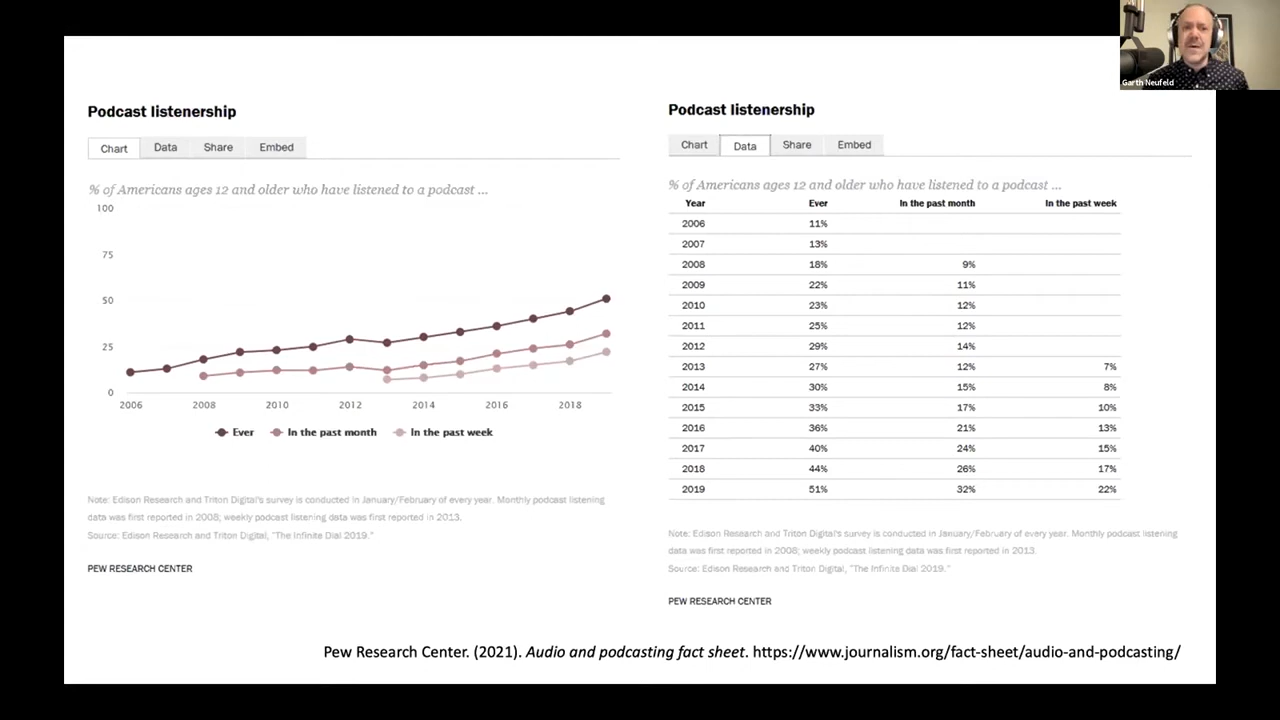 Garth Neufeld
Podcast listenership
Chart Data Share Embed
% of Americans ages 12 and older who have listened to a podcast ...
100
75
50
25
0
2006 2008 2010 2012 2014 2016 2018
Ever In the past month In the past week
Note: Edison Research and Triton Digital's survey is conducted in January/February of every year. Monthly podcast listening
data was first reported in 2008; weekly podcast listening data was first reported in 2013.
Source: Edison Research and Triton Digital, "The Infinite Dial 2019."
PEW RESEARCH CENTER
Podcast listenership
Chart Data Share Embed
% of Americans ages 12 and older who have listened to a podcast ...
Year Ever In the past month In the past week
2006 11%
2007 13%
2008 18% 9%
2009 22% 11%
2010 23% 12%
2011 25% 12%
2012 29% 14%
2013 27% 12% 7%
2014 30% 15% 8%
2015 33% 17% 10%
2016 36% 21% 13%
2017 40% 24% 15%
2018 44% 26% 17%
2019 51% 32% 22%
Note: Edison Research and Triton Digital's survey is conducted in January/February of every year. Monthly podcast listening
data was first reported in 2008; weekly podcast listening data was first reported in 2013.
Source: Edison Research and Triton Digital, "The Infinite Dial 2019."
PEW RESEARCH CENTER
Pew Research Center. (2021). Audio and podcasting fact sheet. https://www.journalism.org/fact-sheet/audio-and-podcasting/